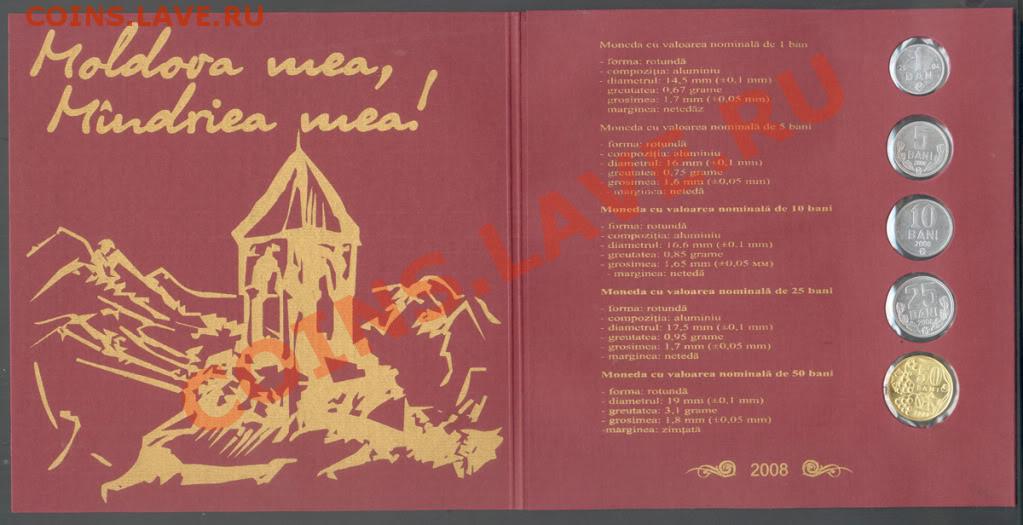 COINS.LAVE.RU
Moldova mea,
Mîndriea mea!
COINS.LAVE.RU
Moneda cu valoarea nominală de 1 ban
- forma: rotundă
- compoziţia: aluminiu
- diametrul: 14,5 mm (±0,1 mm)
- greutatea: 0,67 grame
- grosimea: 1,7 mm (±0,05 mm)
- marginea: netedăz
Moneda cu valoarea nominală de 5 bani
- forma: rotundă
- compoziţia: aluminiu
- diametrul: 16 mm (±0,1 mm)
- greutatea: 0,75 grame
- grosimea: 1,6 mm (±0,05 mm)
- marginea: netedă
Moneda cu valoarea nominală de 10 bani
- forma: rotundă
- compoziţia: aluminiu
- diametrul: 16,6 mm (±0,1 mm)
- greutatea: 0,85 grame
- grosimea: 1,65 mm (±0,05 мм)
- marginea: netedă
Moneda cu valoarea nominală de 25 bani
- forma: rotundă
- compoziţia: aluminiu
- diametrul: 17,5 mm (±0,1 mm)
- greutatea: 0,95 grame
- grosimea: 1,7 mm (±0,05 mm)
- marginea: netedă
Moneda cu valoarea nominală de 50 bani
- forma: rotundă
- diametrul: 19 mm (±0,1 mm)
- greutatea: 3,1 grame
- grosimea: 1,8 mm (±0,05 mm)
-marginea: zimţată
2008
1
BAN
5
BANI
2008
10
BANI
2008
25
BANI
2008
50
BANI